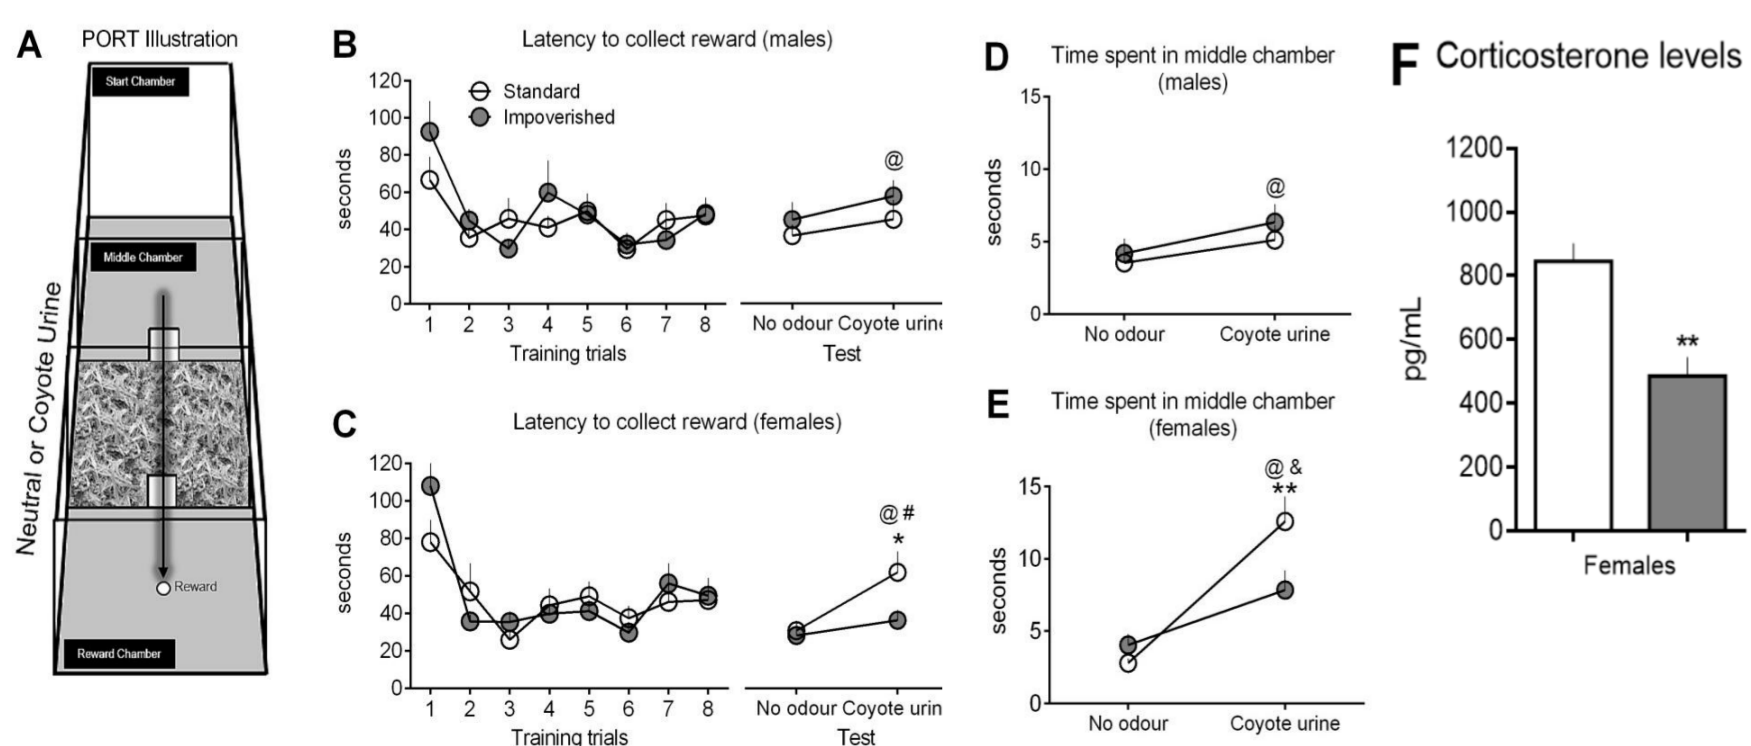 A
PORT Illustration
Start Chamber
Middle Chamber
Neutral or Coyote Urine
Reward
Reward Chamber
B
Latency to collect reward (males)
Standard
Impoverished
seconds
120
100
80
60
40
20
0
@
1 2 3 4 5 6 7 8
No odour Coyote urine
Training trials
Test
C
Latency to collect reward (females)
seconds
120
100
80
60
40
20
0
@ #
*
1 2 3 4 5 6 7 8
No odour Coyote urin
Training trials
Test
D
Time spent in middle chamber
(males)
seconds
15
10
5
0
@
No odour
Coyote urine
E
Time spent in middle chamber
(females)
seconds
15
10
5
0
@ &
**
No odour
Coyote urine
F
Corticosterone levels
pg/mL
1200
1000
800
600
400
200
0
**
Females